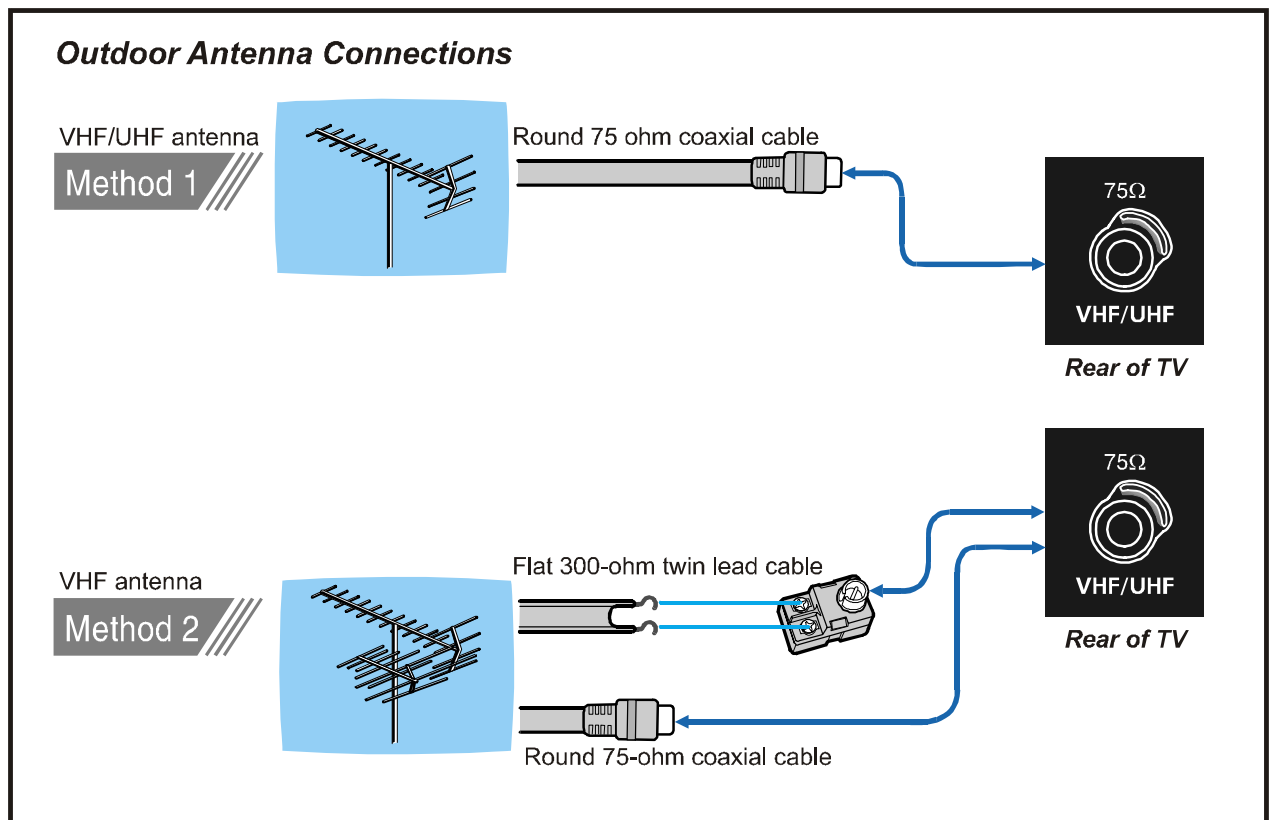 Outdoor Antenna Connections
VHF/UHF antenna
Method 1
Round 75 ohm coaxial cable
75Ω
VHF/UHF
Rear of TV
VHF antenna
Method 2
Flat 300-ohm twin lead cable
Round 75-ohm coaxial cable
75Ω
VHF/UHF
Rear of TV